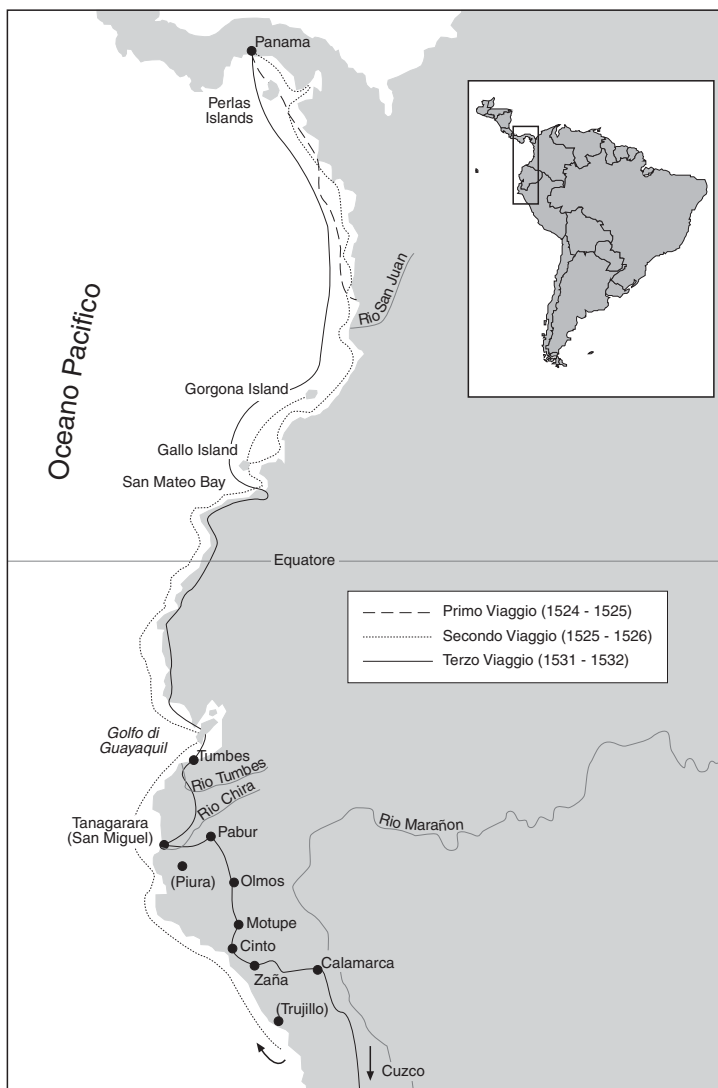 Panama
Perlas
Islands
Rio San Juan
Oceano Pacifico
Gorgona Island
Gallo Island
San Mateo Bay
Equatore
Primo Viaggio (1524 - 1525)
Secondo Viaggio (1525 - 1526)
Terzo Viaggio (1531 - 1532)
Golfo di
Guayaquil
Tumbes
Rio Tumbes
Rio Chira
Tanagarara
(San Miguel)
Pabur
Rio Marañon
(Piura)
Olmos
Motupe
Cinto
Zaña
Calamarca
(Trujillo)
Cuzco